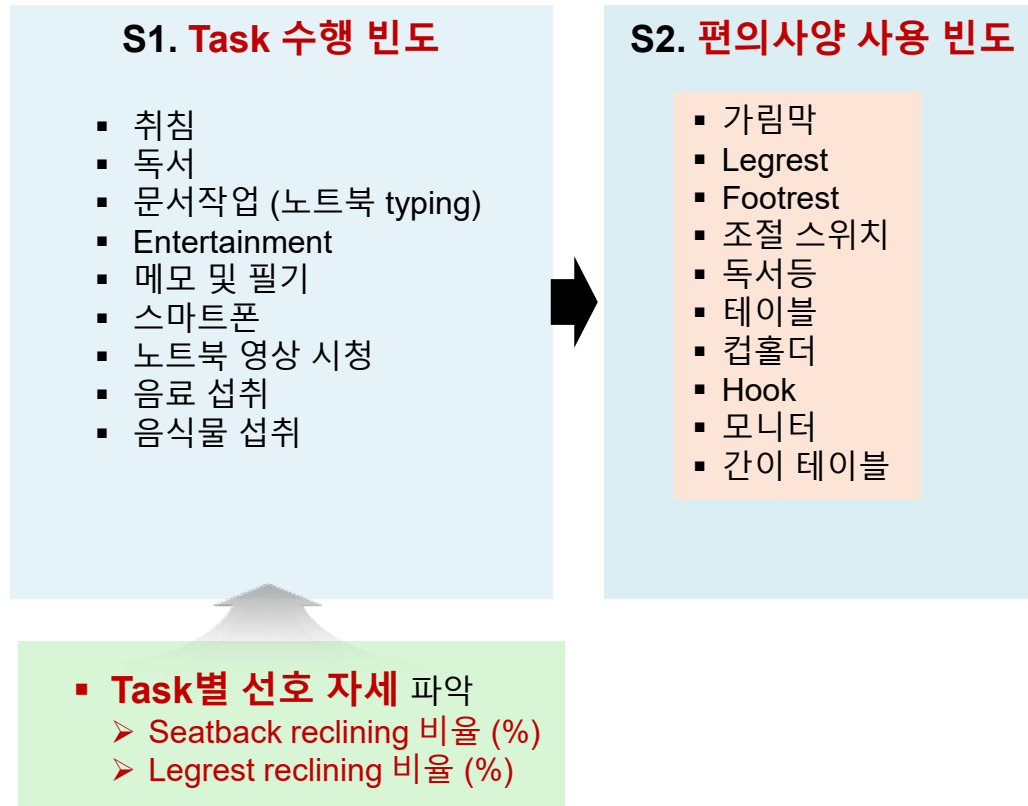 S1. Task 수행 빈도
▪ 취침
▪ 독서
▪ 문서작업 (노트북 typing)
▪ Entertainment
▪ 메모 및 필기
▪ 스마트폰
▪ 노트북 영상 시청
▪ 음료 섭취
▪ 음식물 섭취
S2. 편의사양 사용 빈도
▪ 가림막
▪ Legrest
▪ Footrest
▪ 조절 스위치
▪ 독서등
▪ 테이블
▪ 컵홀더
▪ Hook
▪ 모니터
▪ 간이 테이블
▪ Task별 선호 자세 파악
➢ Seatback reclining 비율 (%)
➢ Legrest reclining 비율 (%)